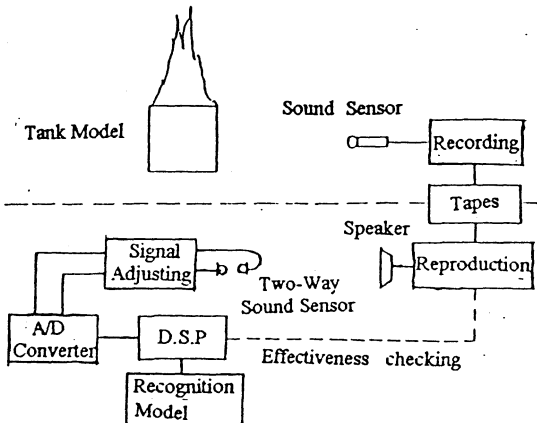 Sound Sensor
Tank Model
Recording
Tapes
Speaker
Signal
Adjusting
Reproduction
Two-Way
Sound Sensor
A/D
Converter
D.S.P
Effectiveness checking
Recognition
Model